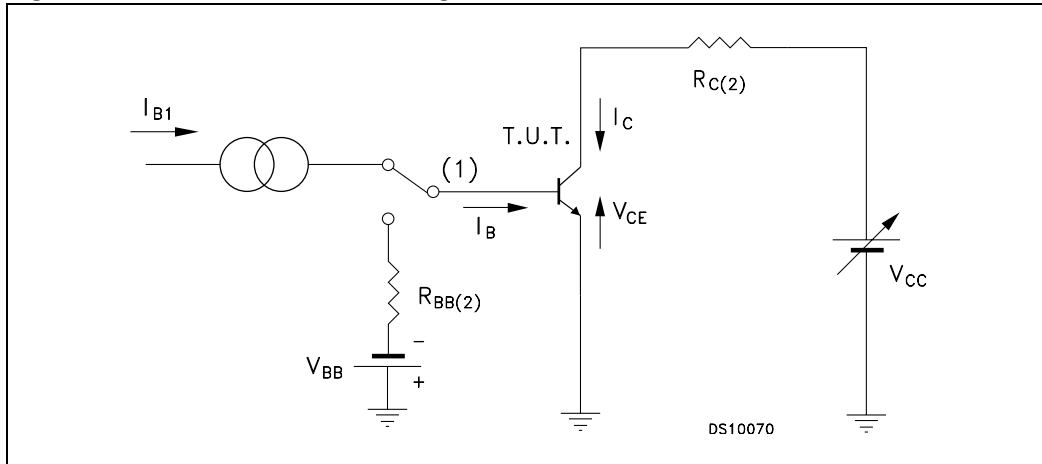 R_C(2)
I_B1
I_C
T.U.T.
(1)
I_B
V_CE
V_CC
R_BB(2)
-
V_BB
+
DS10070